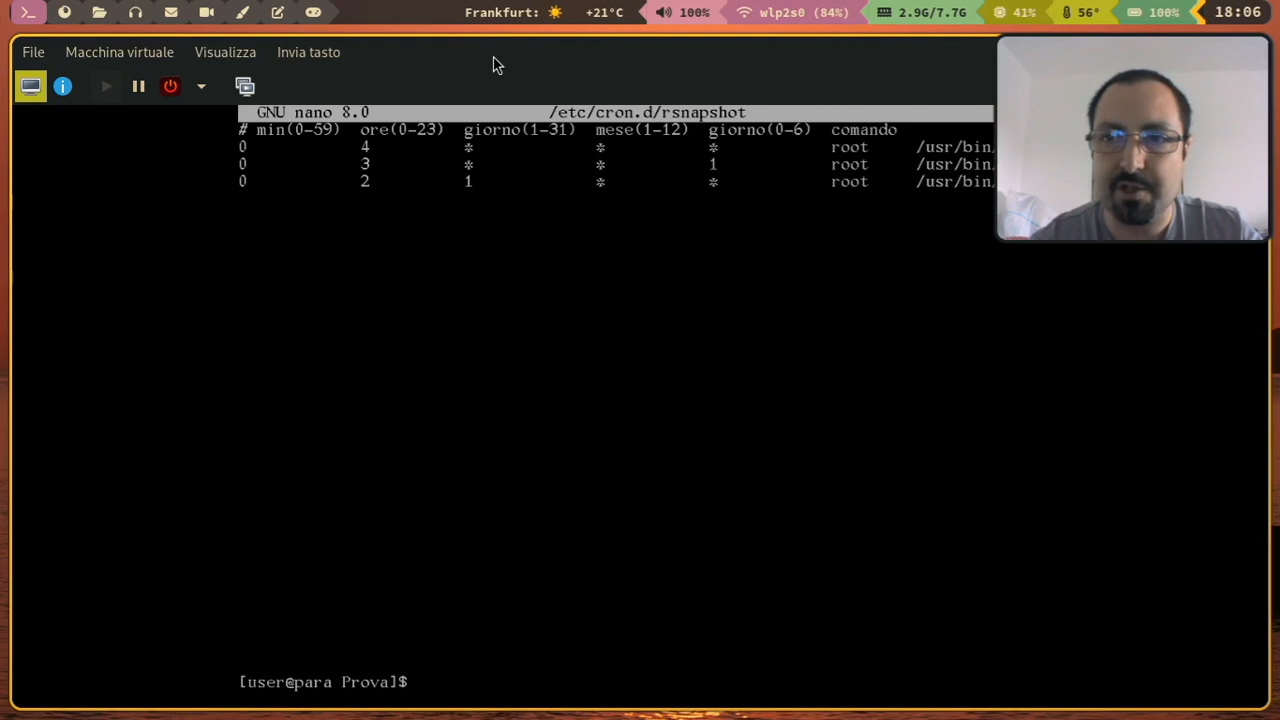 Frankfurt: +21°C 100% wlp2s0 (84%) 2.9G/7.7G 41% 56° 100% 18:06
File Macchina virtuale Visualizza Invia tasto
GNU nano 8.0 /etc/cron.d/rsnapshot
# min(0-59) ore(0-23) giorno(1-31) mese(1-12) giorno(0-6) comando
0 4 * * * root /usr/bin/
0 3 * * 1 root /usr/bin/
0 2 1 * * root /usr/bin/
[user@para Prova]$